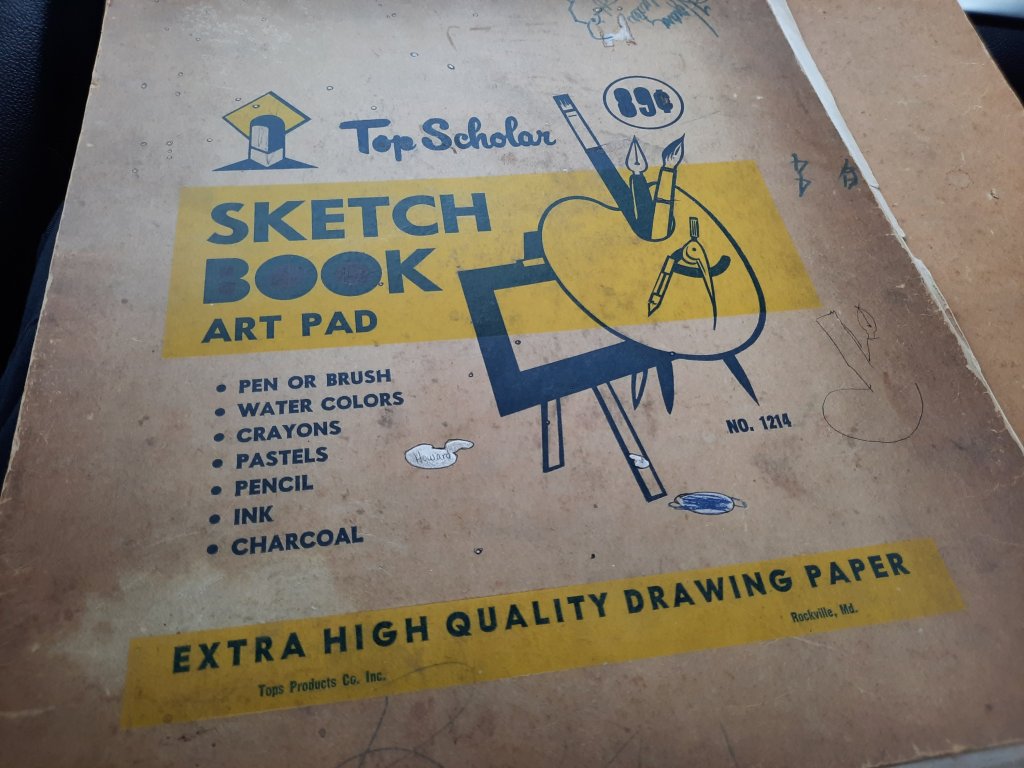 89¢
Top Scholar
SKETCH
BOOK
ART PAD
• PEN OR BRUSH
• WATER COLORS
• CRAYONS
• PASTELS
• PENCIL
• INK
• CHARCOAL
NO. 1214
Howard
EXTRA HIGH QUALITY DRAWING PAPER
Tops Products Co. Inc.
Rockville, Md.